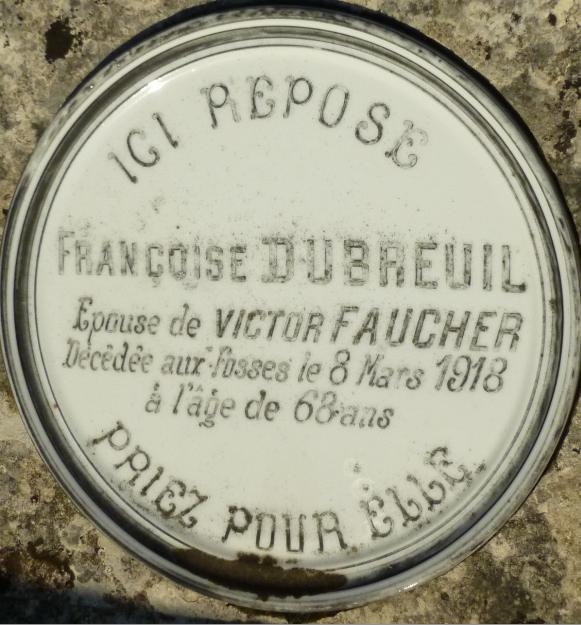 ICI REPOSE
FRANÇOISE DUBREUIL
Epouse de VICTOR FAUCHER
Décédée aux Fosses le 8 Mars 1918
à l'âge de 68 ans
PRIEZ POUR ELLE